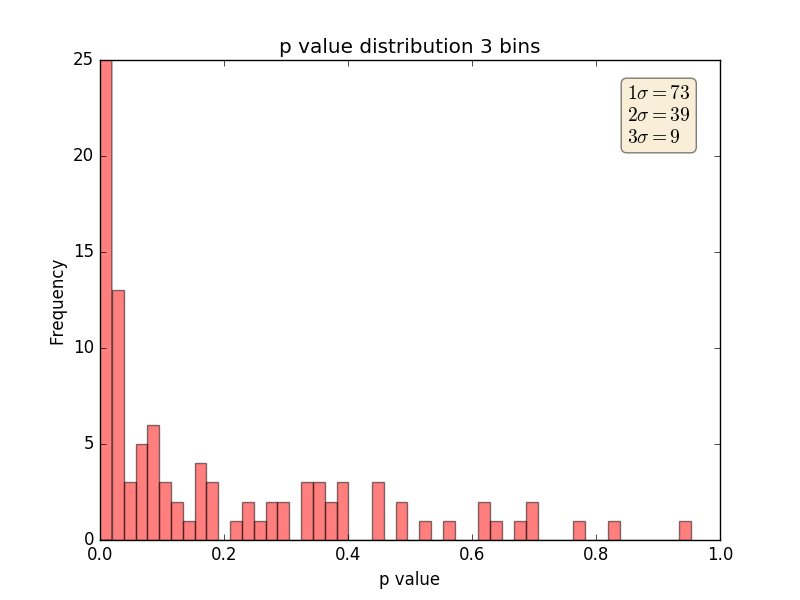 p value distribution 3 bins
1σ = 73
2σ = 39
3σ = 9
25
20
15
10
5
0
Frequency
0.0 0.2 0.4 0.6 0.8 1.0
p value